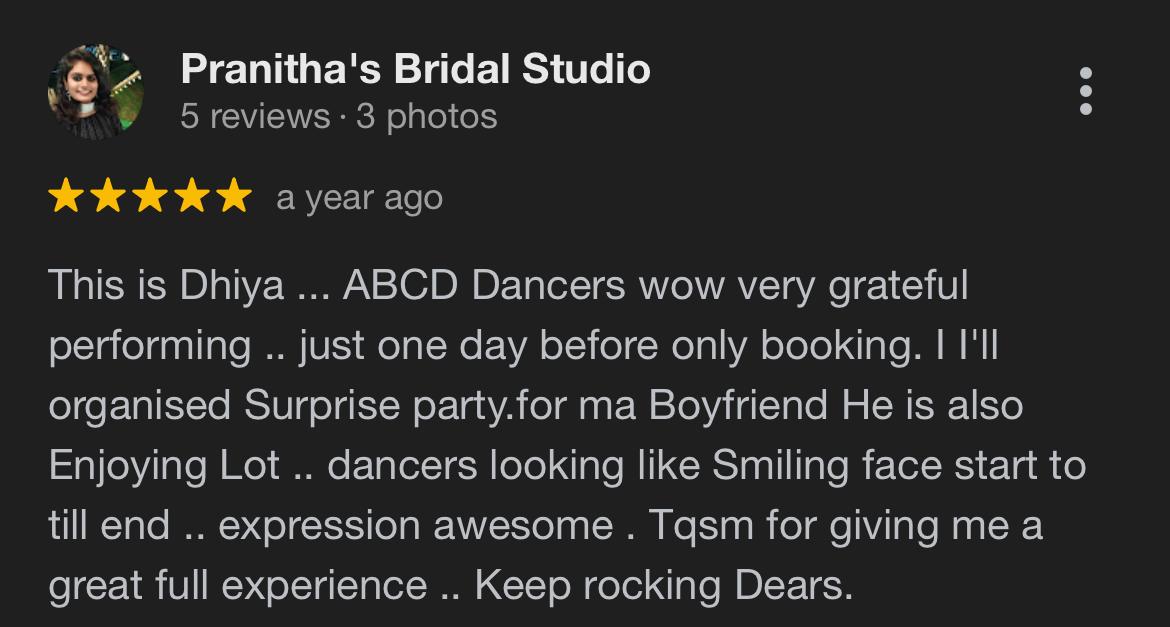 Pranitha's Bridal Studio
5 reviews · 3 photos
a year ago
This is Dhiya ... ABCD Dancers wow very grateful
performing .. just one day before only booking. I I'll
organised Surprise party.for ma Boyfriend He is also
Enjoying Lot .. dancers looking like Smiling face start to
till end .. expression awesome . Tqsm for giving me a
great full experience .. Keep rocking Dears.